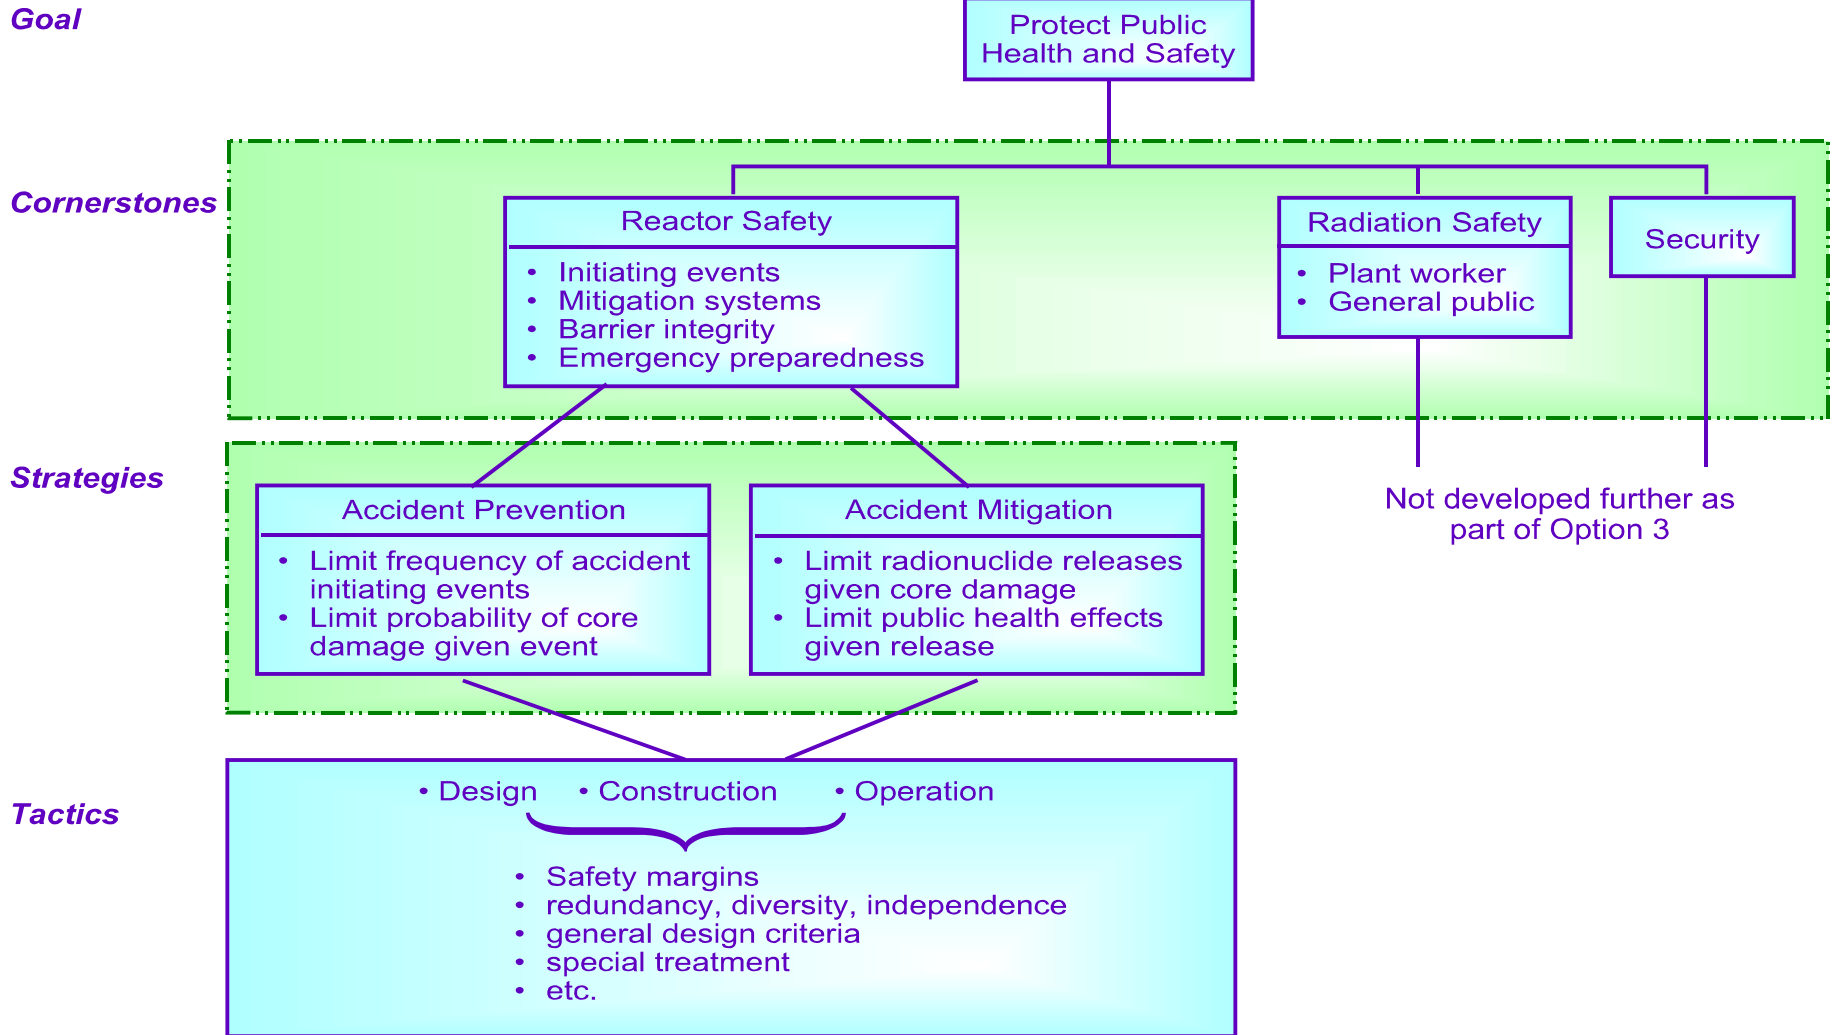 Goal
Protect Public
Health and Safety
Cornerstones
Reactor Safety
• Initiating events
• Mitigation systems
• Barrier integrity
• Emergency preparedness
Radiation Safety
• Plant worker
• General public
Security
Strategies
Accident Prevention
• Limit frequency of accident
initiating events
• Limit probability of core
damage given event
Accident Mitigation
• Limit radionuclide releases
given core damage
• Limit public health effects
given release
Not developed further as
part of Option 3
Tactics
• Design • Construction • Operation
• Safety margins
• redundancy, diversity, independence
• general design criteria
• special treatment
• etc.